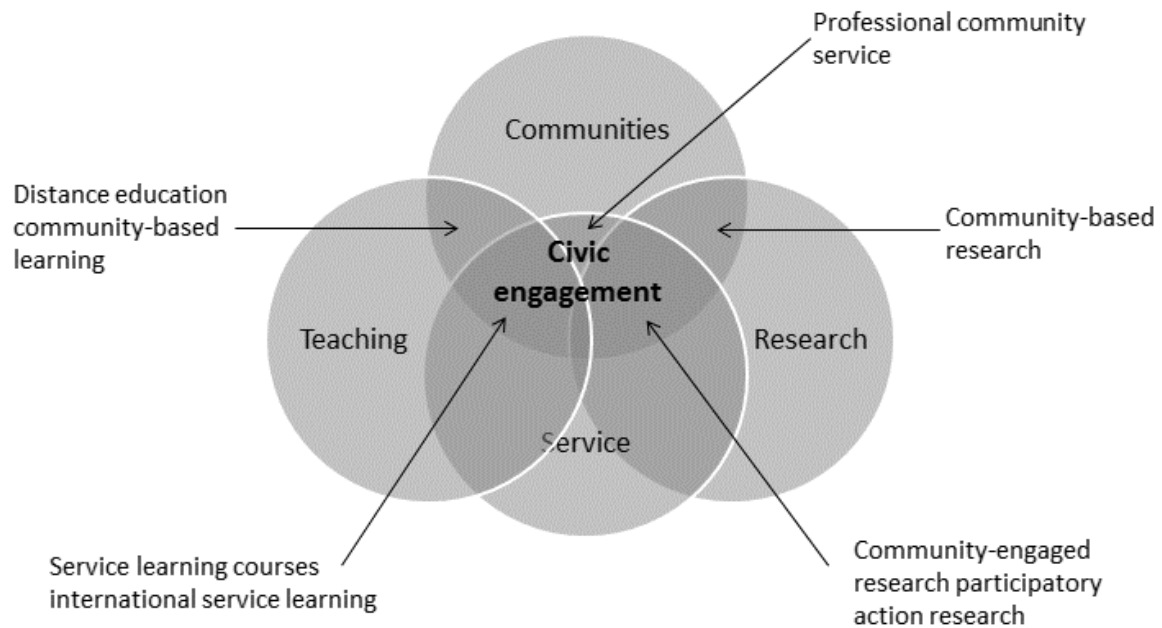 Professional community
service
Communities
Distance education
community-based
learning
Community-based
research
Civic
engagement
Teaching
Research
Service
Service learning courses
international service learning
Community-engaged
research participatory
action research